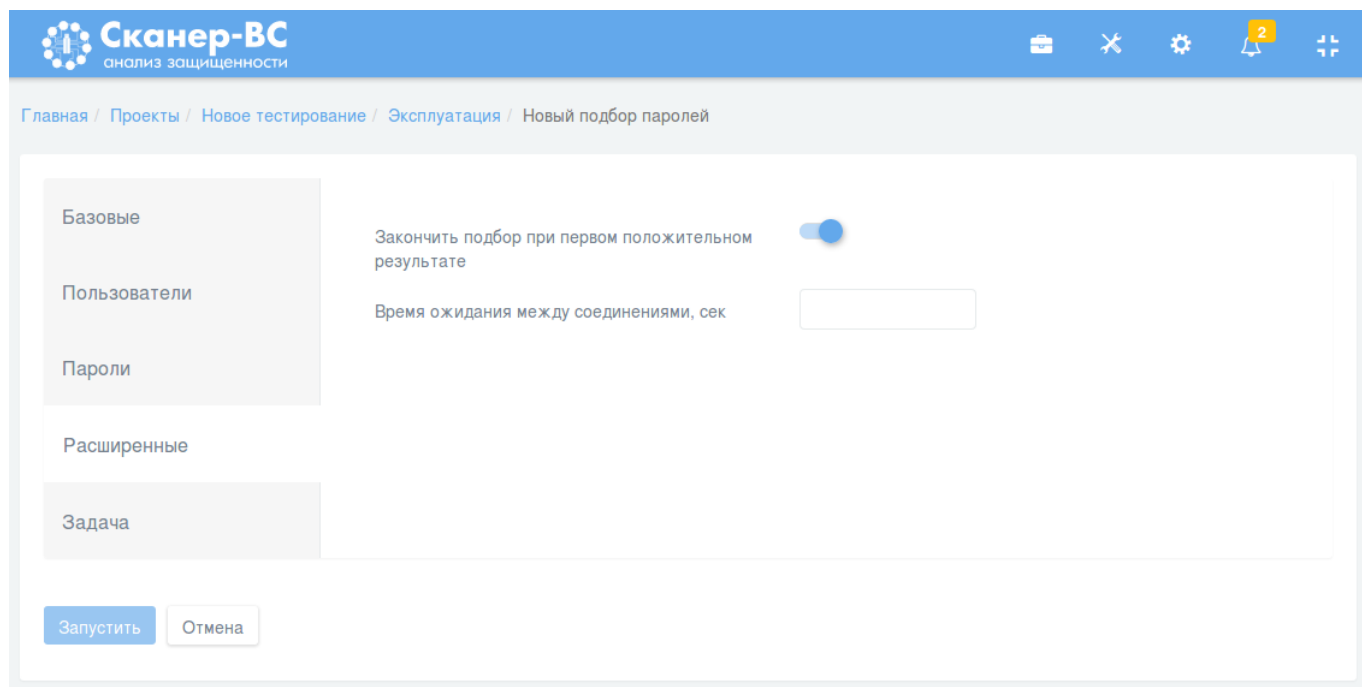 Сканер-ВС
анализ защищенности
2
Главная / Проекты / Новое тестирование / Эксплуатация / Новый подбор паролей
Базовые
Пользователи
Пароли
Расширенные
Задача
Закончить подбор при первом положительном
результате
Время ожидания между соединениями, сек
Запустить
Отмена